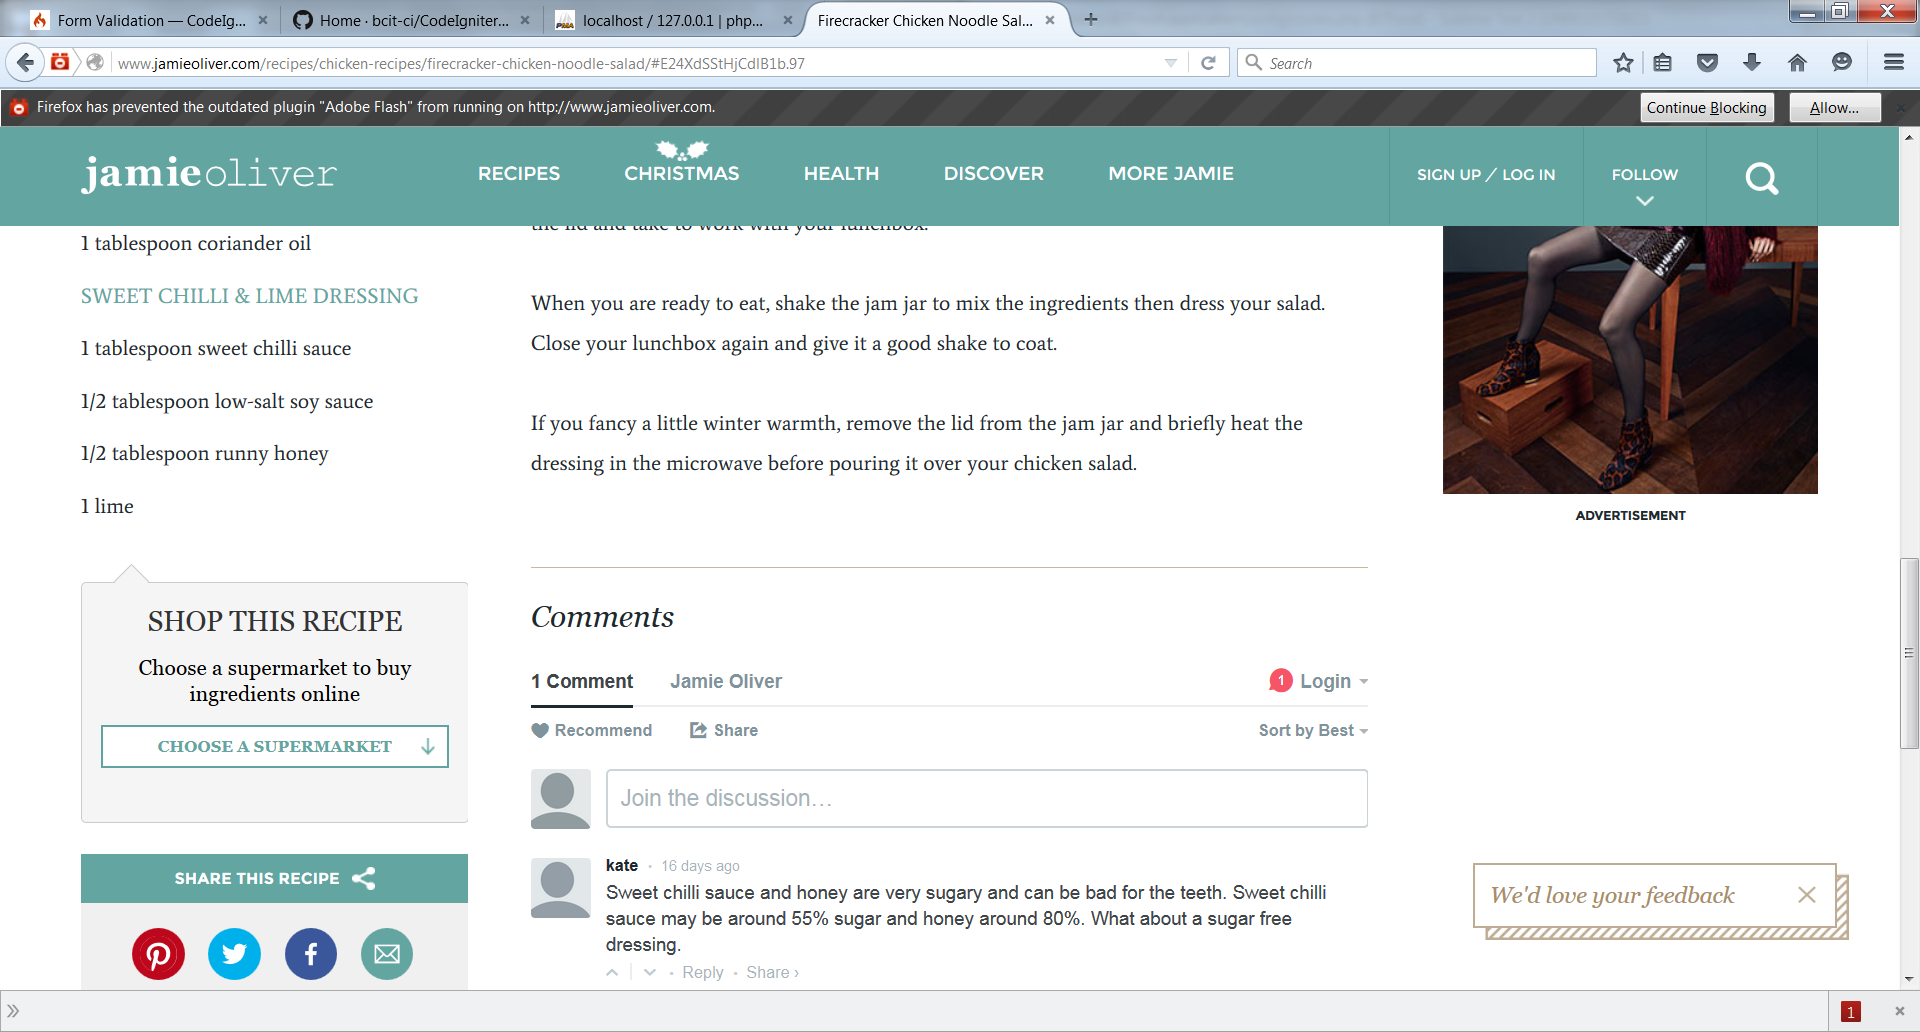 Form Validation — CodeIg...
Home · bcit-ci/CodeIgniter...
localhost / 127.0.0.1 | php...
Firecracker Chicken Noodle Sal...
www.jamieoliver.com/recipes/chicken-recipes/firecracker-chicken-noodle-salad/#E24XdSStHjCdIB1b.97
Search
Firefox has prevented the outdated plugin "Adobe Flash" from running on http://www.jamieoliver.com.
Continue Blocking
Allow...
jamieoliver
RECIPES
CHRISTMAS
HEALTH
DISCOVER
MORE JAMIE
SIGN UP / LOG IN
FOLLOW
1 tablespoon coriander oil
SWEET CHILLI & LIME DRESSING
1 tablespoon sweet chilli sauce
1/2 tablespoon low-salt soy sauce
1/2 tablespoon runny honey
1 lime
SHOP THIS RECIPE
Choose a supermarket to buy
ingredients online
CHOOSE A SUPERMARKET
SHARE THIS RECIPE
the lid and take to work with your lunchbox.
When you are ready to eat, shake the jam jar to mix the ingredients then dress your salad.
Close your lunchbox again and give it a good shake to coat.
If you fancy a little winter warmth, remove the lid from the jam jar and briefly heat the
dressing in the microwave before pouring it over your chicken salad.
Comments
1 Comment
Jamie Oliver
1
Login
Recommend
Share
Sort by Best
Join the discussion...
kate · 16 days ago
Sweet chilli sauce and honey are very sugary and can be bad for the teeth. Sweet chilli
sauce may be around 55% sugar and honey around 80%. What about a sugar free
dressing.
Reply · Share ›
ADVERTISEMENT
We'd love your feedback
1